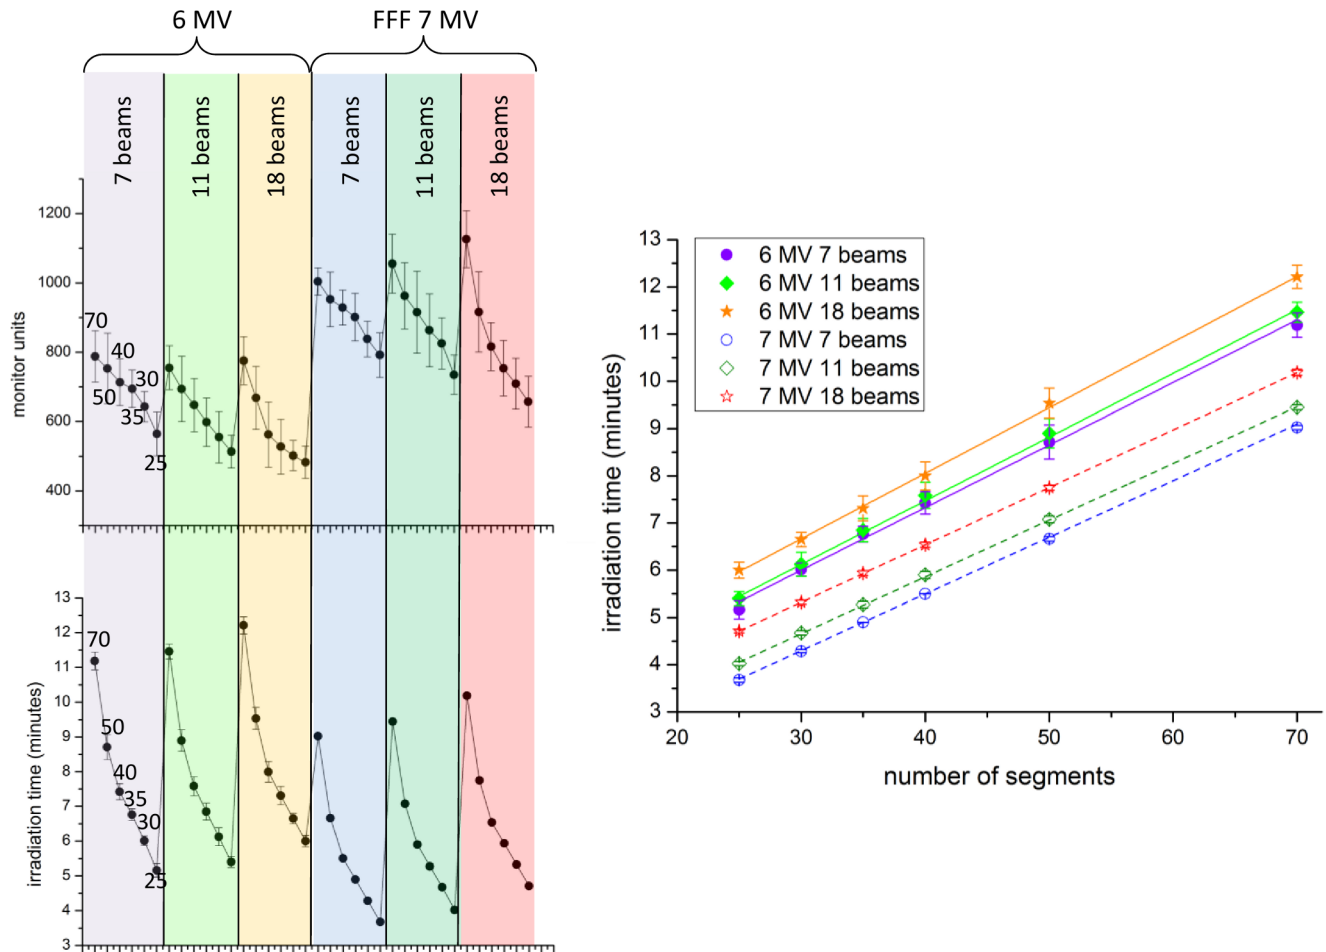 6 MV
FFF 7 MV
7 beams
11 beams
18 beams
7 beams
11 beams
18 beams
monitor units
1200
1000
800
600
400
70
40
30
50
35
25
irradiation time (minutes)
13
12
11
10
9
8
7
6
5
4
3
70
50
40
35
30
25
irradiation time (minutes)
13
12
11
10
9
8
7
6
5
4
3
6 MV 7 beams
6 MV 11 beams
6 MV 18 beams
7 MV 7 beams
7 MV 11 beams
7 MV 18 beams
20 30 40 50 60 70
number of segments